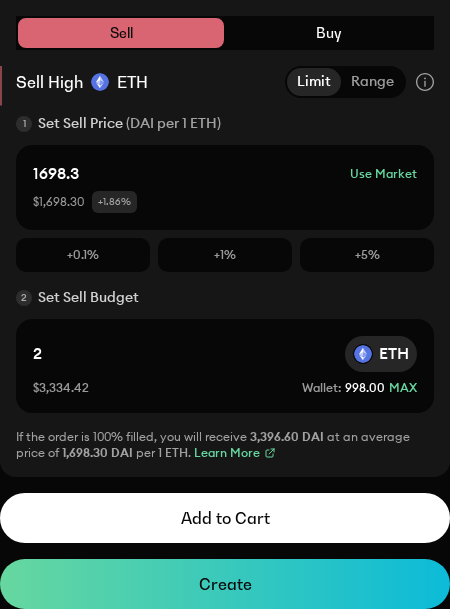 Sell
Buy
Sell High ETH
Limit
Range
1 Set Sell Price (DAI per 1 ETH)
1698.3
Use Market
$1,698.30 +1.86%
+0.1%
+1%
+5%
2 Set Sell Budget
2
ETH
$3,334.42
Wallet: 998.00 MAX
If the order is 100% filled, you will receive 3,396.60 DAI at an average
price of 1,698.30 DAI per 1 ETH. Learn More
Add to Cart
Create